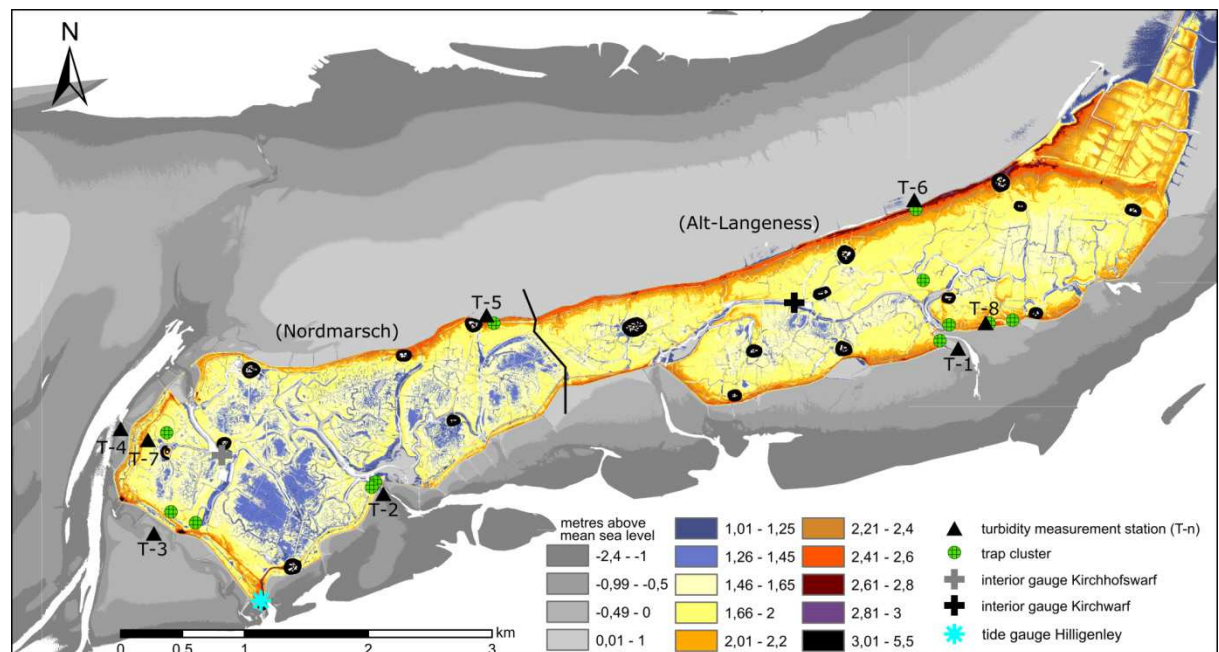 N
T-6
(Alt-Langeness)
T-5
T-8
(Nordmarsch)
T-1
T-4
T-7
T-2
T-3
metres above
mean sea level
-2,4 - -1
-0,99 - -0,5
-0,49 - 0
0,01 - 1
1,01 - 1,25
1,26 - 1,45
1,46 - 1,65
1,66 - 2
2,01 - 2,2
2,21 - 2,4
2,41 - 2,6
2,61 - 2,8
2,81 - 3
3,01 - 5,5
turbidity measurement station (T-n)
trap cluster
interior gauge Kirchhofswarf
interior gauge Kirchwarf
tide gauge Hilligenley
km
0 0,5 1 2 3